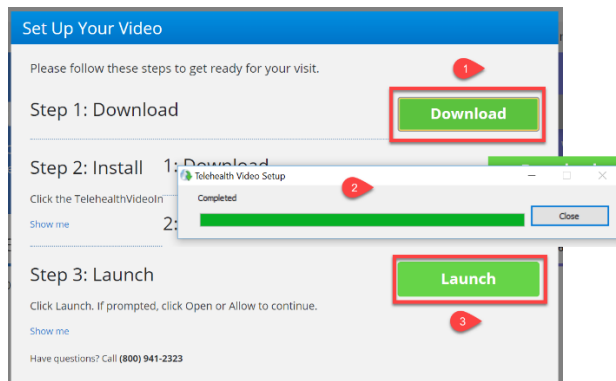 Set Up Your Video
Please follow these steps to get ready for your visit.
1
Step 1: Download
Download
Step 2: Install
1: Download
Telehealth Video Setup
2
Click the TelehealthVideoIn
Completed
Close
Show me
2:
Step 3: Launch
Launch
Click Launch. If prompted, click Open or Allow to continue.
3
Show me
Have questions? Call (800) 941-2323